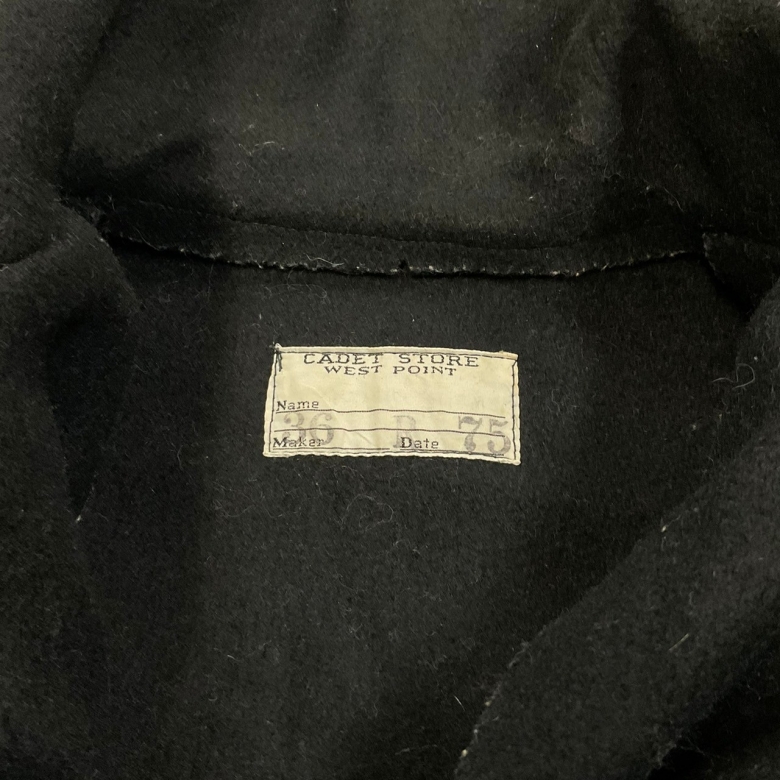 CADET STORE
WEST POINT
Name
36 R 75
Maker Date